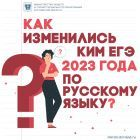 КАК
ИЗМЕНИЛИСЬ
КИМ ЕГЭ
2023 ГОДА
ПО
РУССКОМУ
ЯЗЫКУ?